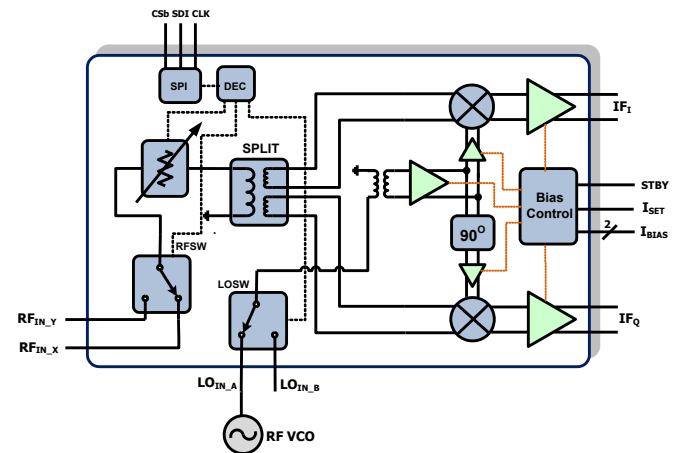 CSb SDI CLK
SPI
DEC
SPLIT
IF_I
STBY
Bias
Control
I_SET
2
I_BIAS
90^O
RFSW
LOSW
RF_IN_Y
RF_IN_X
IF_Q
LO_IN_A
LO_IN_B
RF VCO